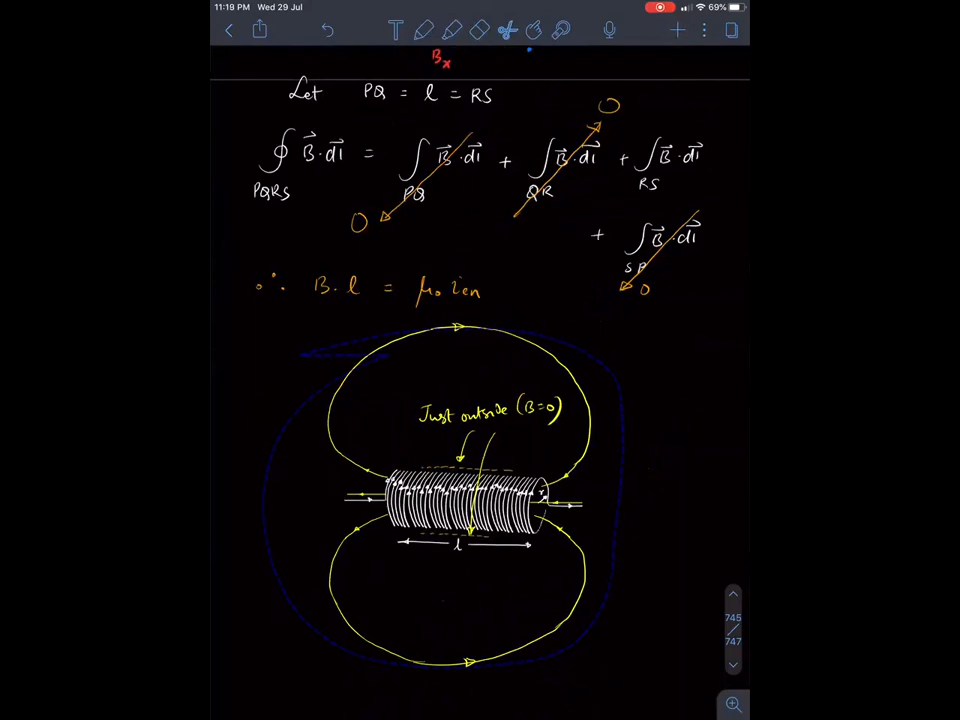 11:19 PM Wed 29 Jul
69%
T
Bx
Let PQ = l = RS
∮PQRS B⃗·dl⃗ = ∫PQ B⃗·dl⃗ + ∫QR B⃗·dl⃗ + ∫RS B⃗·dl⃗
0
0
+ ∫SP B⃗·dl⃗
0
∴ B.l = μ₀ien
Just outside (B=0)
r
l
745
/
747